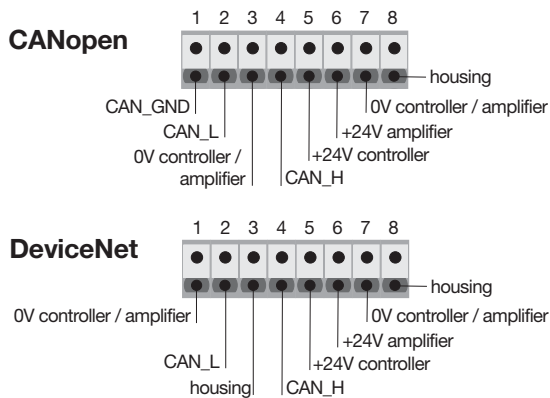 1 2 3 4 5 6 7 8
CANopen
housing
CAN_GND
0V controller / amplifier
CAN_L
+24V amplifier
0V controller /
amplifier
+24V controller
CAN_H
1 2 3 4 5 6 7 8
DeviceNet
housing
0V controller / amplifier
0V controller / amplifier
+24V amplifier
CAN_L
+24V controller
housing
CAN_H